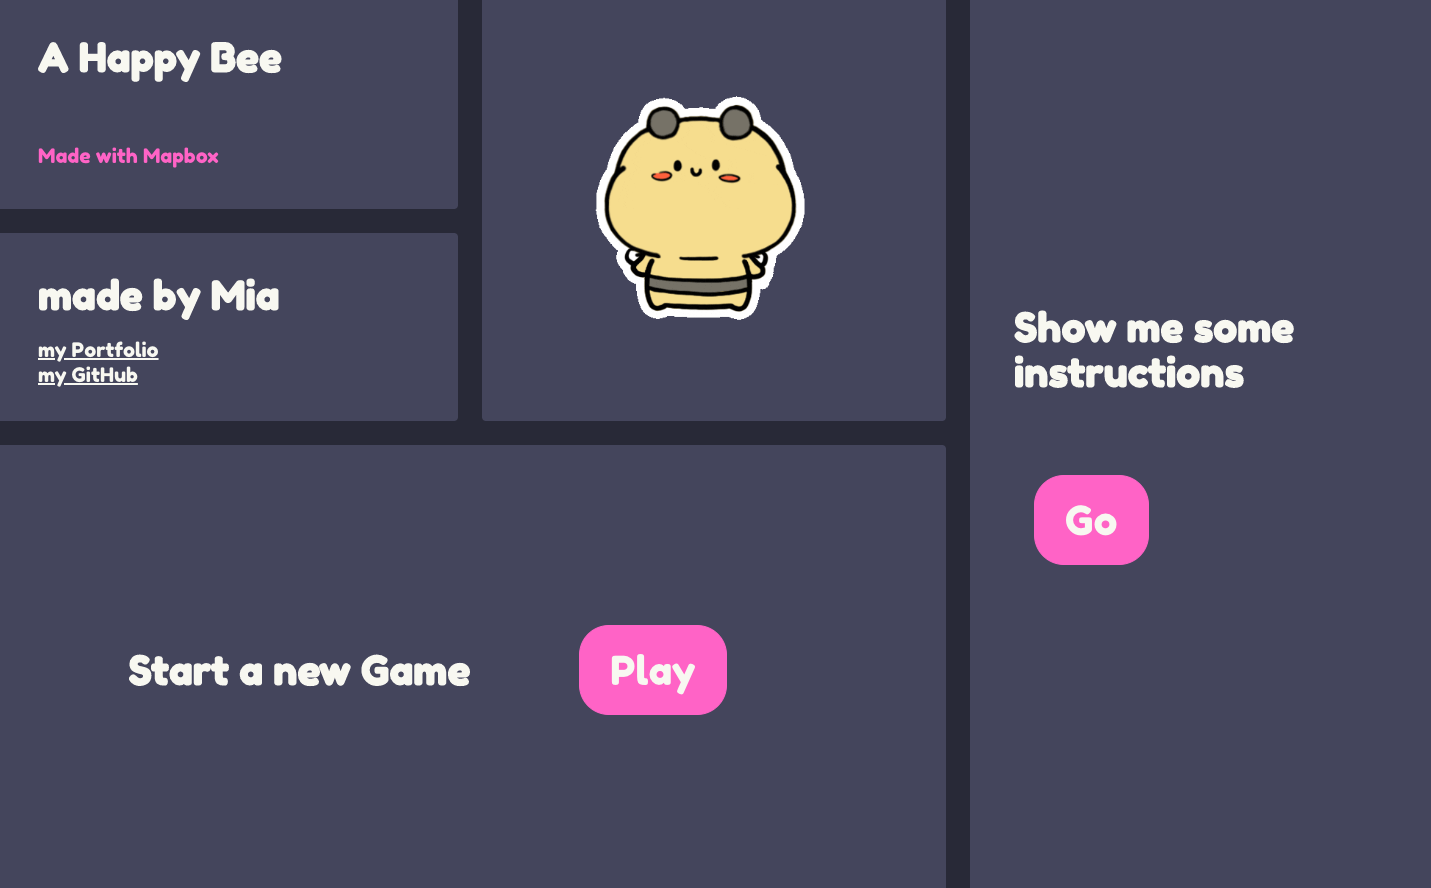 A Happy Bee
Made with Mapbox
made by Mia
my Portfolio
my GitHub
Start a new Game
Play
Show me some
instructions
Go